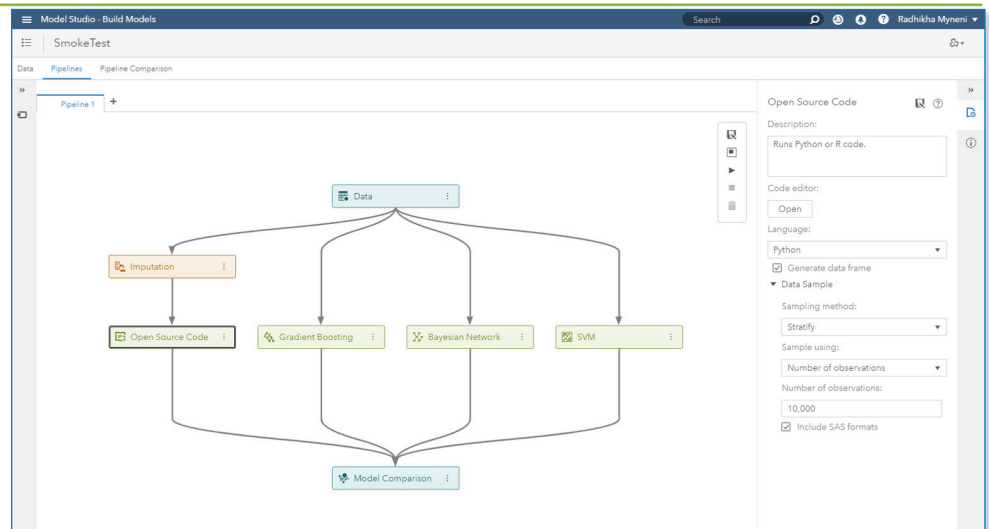 Model Studio - Build Models
Search
Radhikha Myneni
SmokeTest
Data Pipelines Pipeline Comparison
Pipeline 1 +
Data
Imputation
Open Source Code
Gradient Boosting
Bayesian Network
SVM
Model Comparison
Open Source Code
Description:
Runs Python or R code.
Code editor:
Open
Language:
Python
Generate data frame
Data Sample
Sampling method:
Stratify
Sample using:
Number of observations
Number of observations:
10,000
Include SAS formats